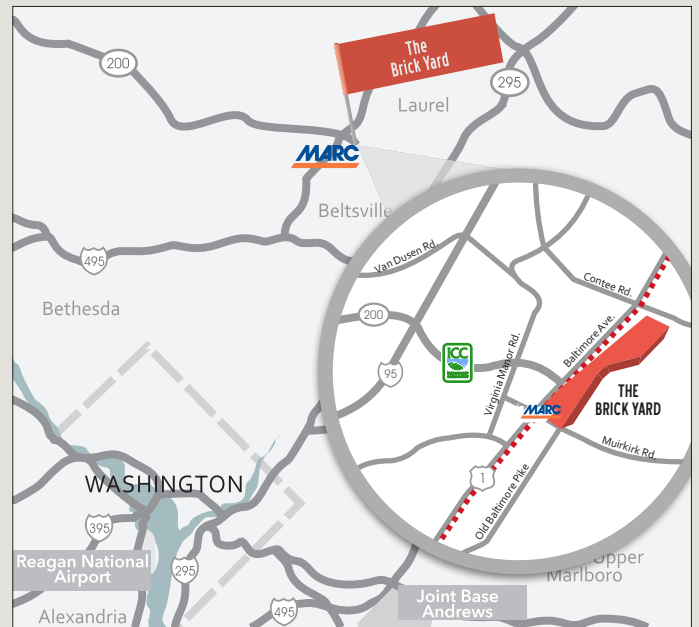 The
Brick Yard
200
295
Laurel
MARC
Beltsville
495
Van Dusen Rd.
Contee Rd.
Bethesda
200
Baltimore Ave.
ICC
95
Virginia Manor Rd.
THE
BRICK YARD
MARC
Muirkirk Rd.
1
WASHINGTON
Old Baltimore Pike
395
Reagan National
Airport
295
Upper
Marlboro
Joint Base
Andrews
495
Alexandria